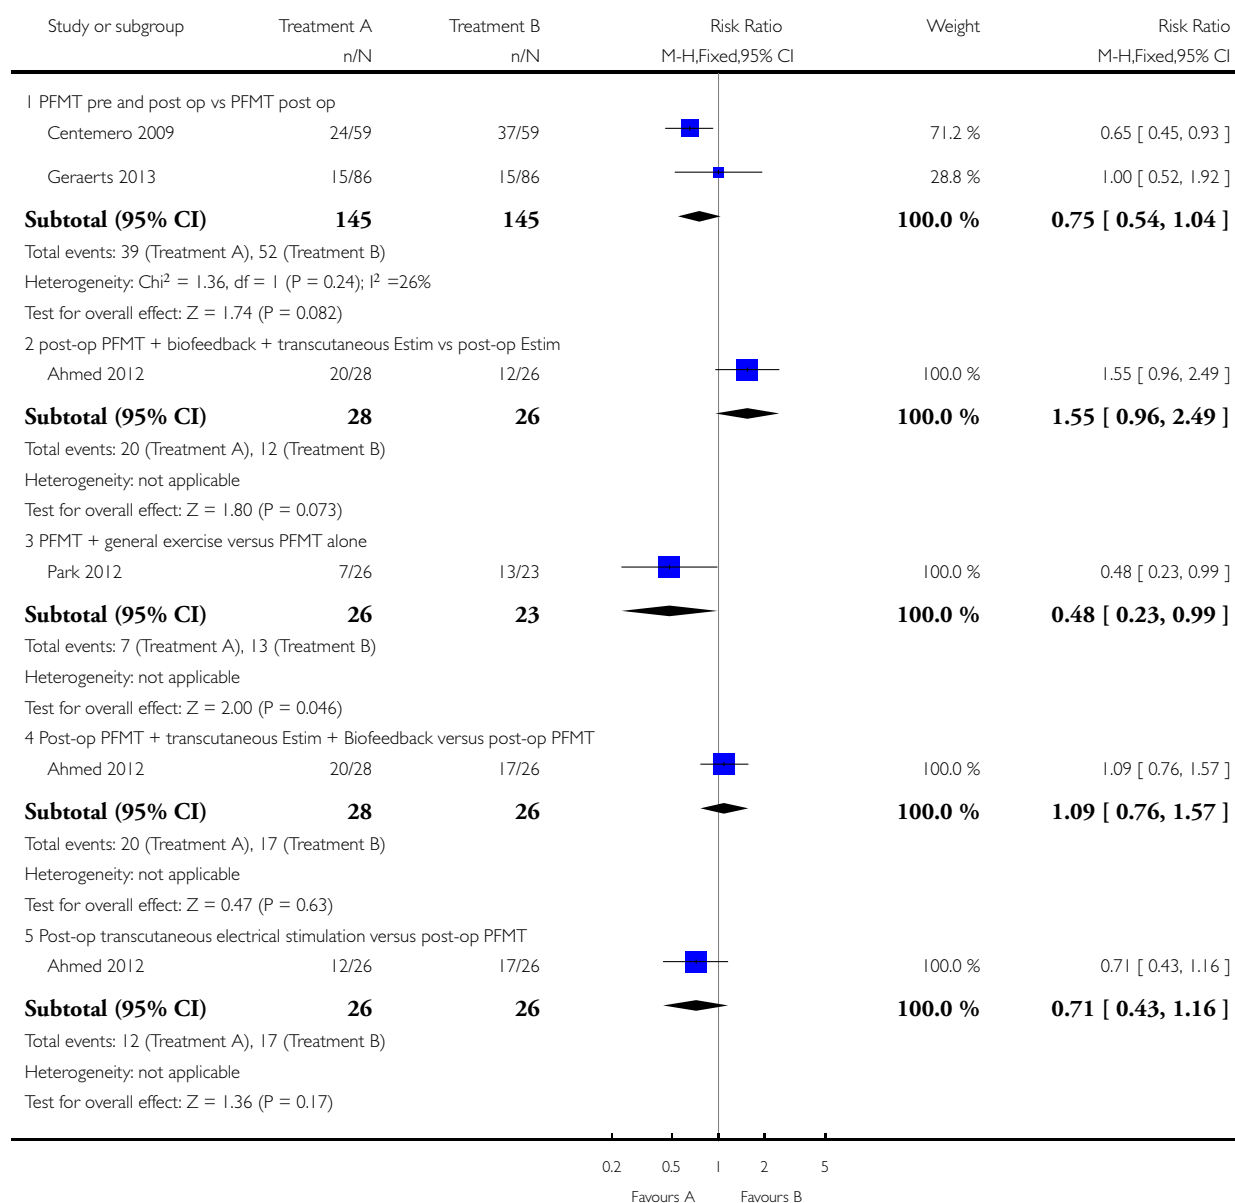 Study or subgroup Treatment A Treatment B Risk Ratio Weight Risk Ratio
n/N n/N M-H,Fixed,95% CI M-H,Fixed,95% CI
1 PFMT pre and post op vs PFMT post op
Centemero 2009 24/59 37/59 71.2 % 0.65 [ 0.45, 0.93 ]
Geraerts 2013 15/86 15/86 28.8 % 1.00 [ 0.52, 1.92 ]
Subtotal (95% CI) 145 145 100.0 % 0.75 [ 0.54, 1.04 ]
Total events: 39 (Treatment A), 52 (Treatment B)
Heterogeneity: Chi² = 1.36, df = 1 (P = 0.24); I² =26%
Test for overall effect: Z = 1.74 (P = 0.082)
2 post-op PFMT + biofeedback + transcutaneous Estim vs post-op Estim
Ahmed 2012 20/28 12/26 100.0 % 1.55 [ 0.96, 2.49 ]
Subtotal (95% CI) 28 26 100.0 % 1.55 [ 0.96, 2.49 ]
Total events: 20 (Treatment A), 12 (Treatment B)
Heterogeneity: not applicable
Test for overall effect: Z = 1.80 (P = 0.073)
3 PFMT + general exercise versus PFMT alone
Park 2012 7/26 13/23 100.0 % 0.48 [ 0.23, 0.99 ]
Subtotal (95% CI) 26 23 100.0 % 0.48 [ 0.23, 0.99 ]
Total events: 7 (Treatment A), 13 (Treatment B)
Heterogeneity: not applicable
Test for overall effect: Z = 2.00 (P = 0.046)
4 Post-op PFMT + transcutaneous Estim + Biofeedback versus post-op PFMT
Ahmed 2012 20/28 17/26 100.0 % 1.09 [ 0.76, 1.57 ]
Subtotal (95% CI) 28 26 100.0 % 1.09 [ 0.76, 1.57 ]
Total events: 20 (Treatment A), 17 (Treatment B)
Heterogeneity: not applicable
Test for overall effect: Z = 0.47 (P = 0.63)
5 Post-op transcutaneous electrical stimulation versus post-op PFMT
Ahmed 2012 12/26 17/26 100.0 % 0.71 [ 0.43, 1.16 ]
Subtotal (95% CI) 26 26 100.0 % 0.71 [ 0.43, 1.16 ]
Total events: 12 (Treatment A), 17 (Treatment B)
Heterogeneity: not applicable
Test for overall effect: Z = 1.36 (P = 0.17)
0.2 0.5 1 2 5
Favours A Favours B